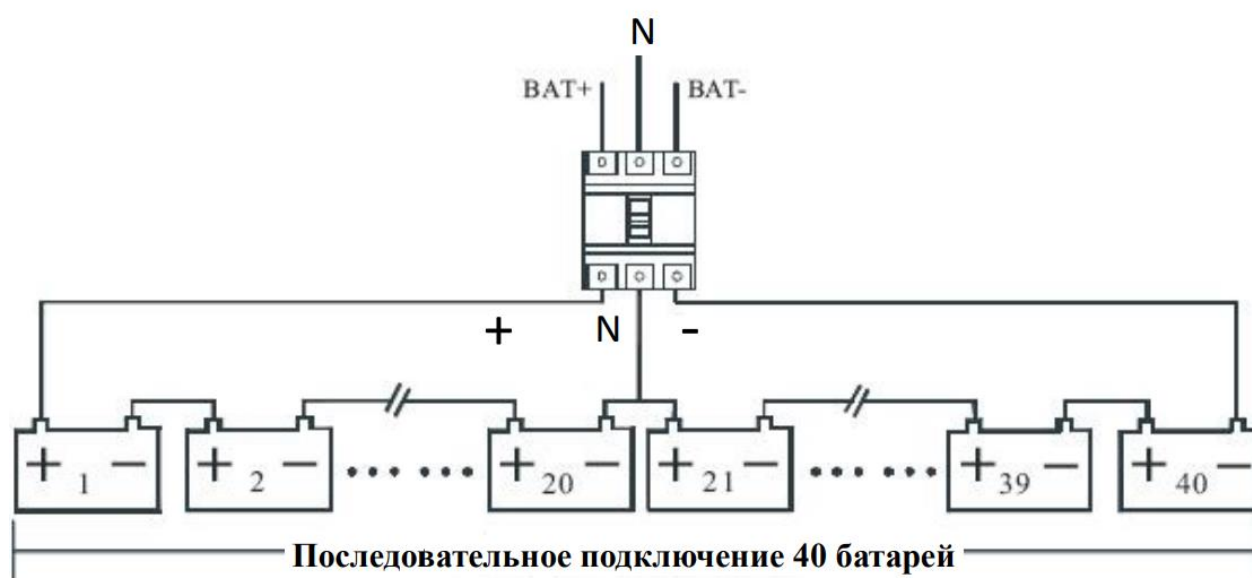 N
BAT+ BAT-
+ N -
+ 1 - + 2 - + 20 - + 21 - + 39 - + 40 -
Последовательное подключение 40 батарей